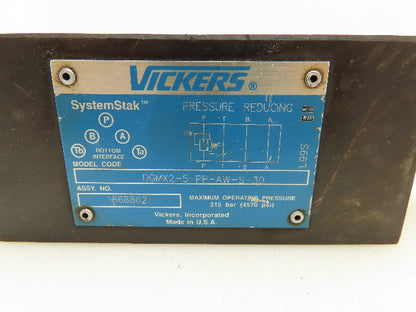 VICKERS®
SystemStak™ PRESSURE REDUCING
P
B A
Tb BOTTOM INTERFACE Ta
P T B A
MODEL CODE
DGMX2-5-PP-AW-S-30
ASSY. NO. MAXIMUM OPERATING PRESSURE
868862 315 bar (4570 psi)
Vickers, Incorporated
Made in U.S.A.